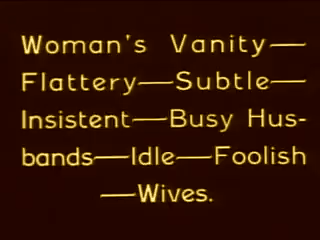 Woman's Vanity—
Flattery—Subtle—
Insistent—Busy Hus-
bands—Idle—Foolish
—Wives.